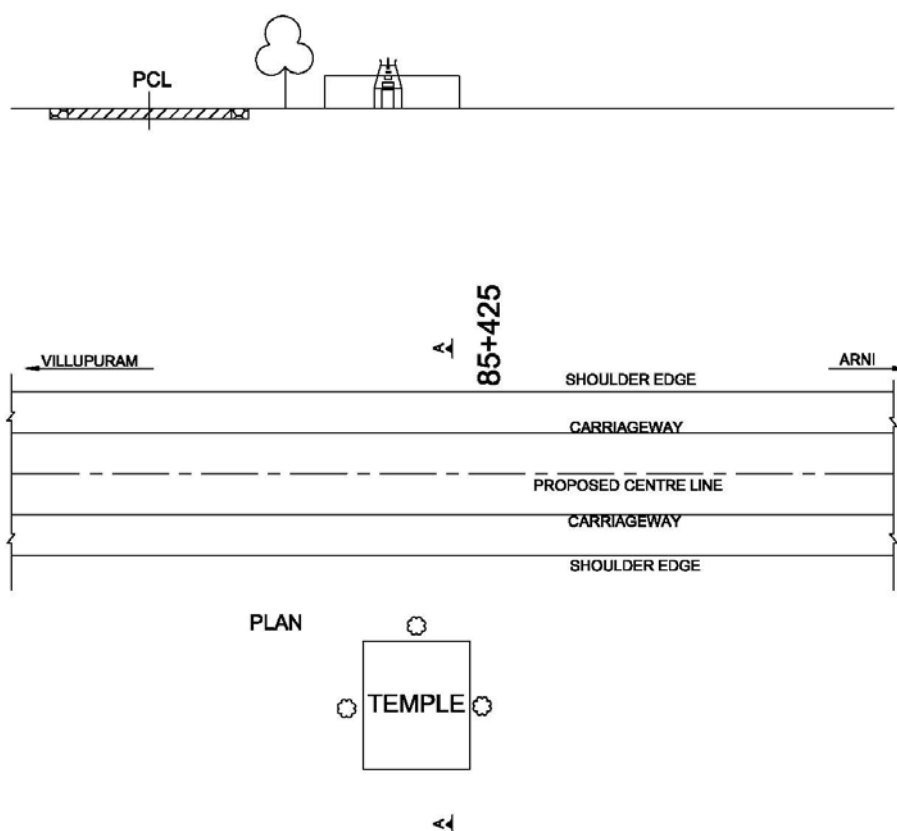 PCL
85+425
A
VILLUPURAM
ARNI
SHOULDER EDGE
CARRIAGEWAY
PROPOSED CENTRE LINE
CARRIAGEWAY
SHOULDER EDGE
PLAN
TEMPLE
A